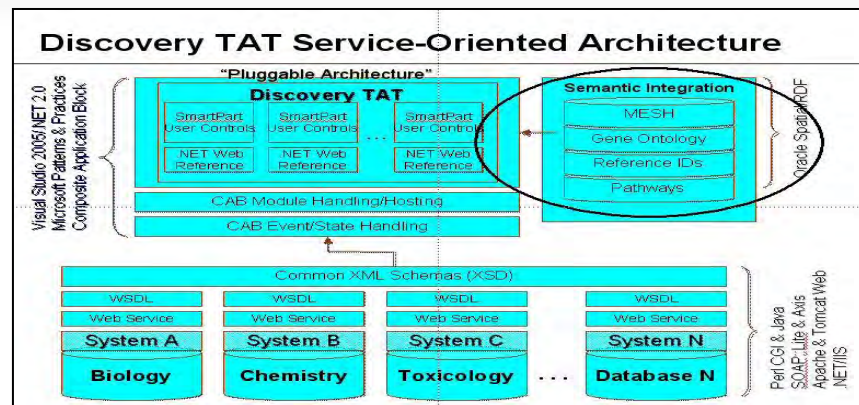 Discovery TAT Service-Oriented Architecture
"Pluggable Architecture"
Discovery TAT
SmartPart SmartPart SmartPart
User Controls User Controls ... User Controls
.NET Web .NET Web .NET Web
Reference Reference Reference
CAB Module Handling/Hosting
CAB Event/State Handling
Visual Studio 2005/.NET 2.0
Microsoft Patterns & Practices
Composite Application Block
Semantic Integration
MESH
Gene Ontology
Reference IDs
Pathways
Oracle Spatial/RDF
Common XML Schemas (XSD)
WSDL WSDL WSDL WSDL
Web Service Web Service Web Service Web Service
System A System B System C System N
Biology Chemistry Toxicology ... Database N
Perl CGI & Java
SOAP::Lite & Axis
Apache & Tomcat Web
.NET/IIS